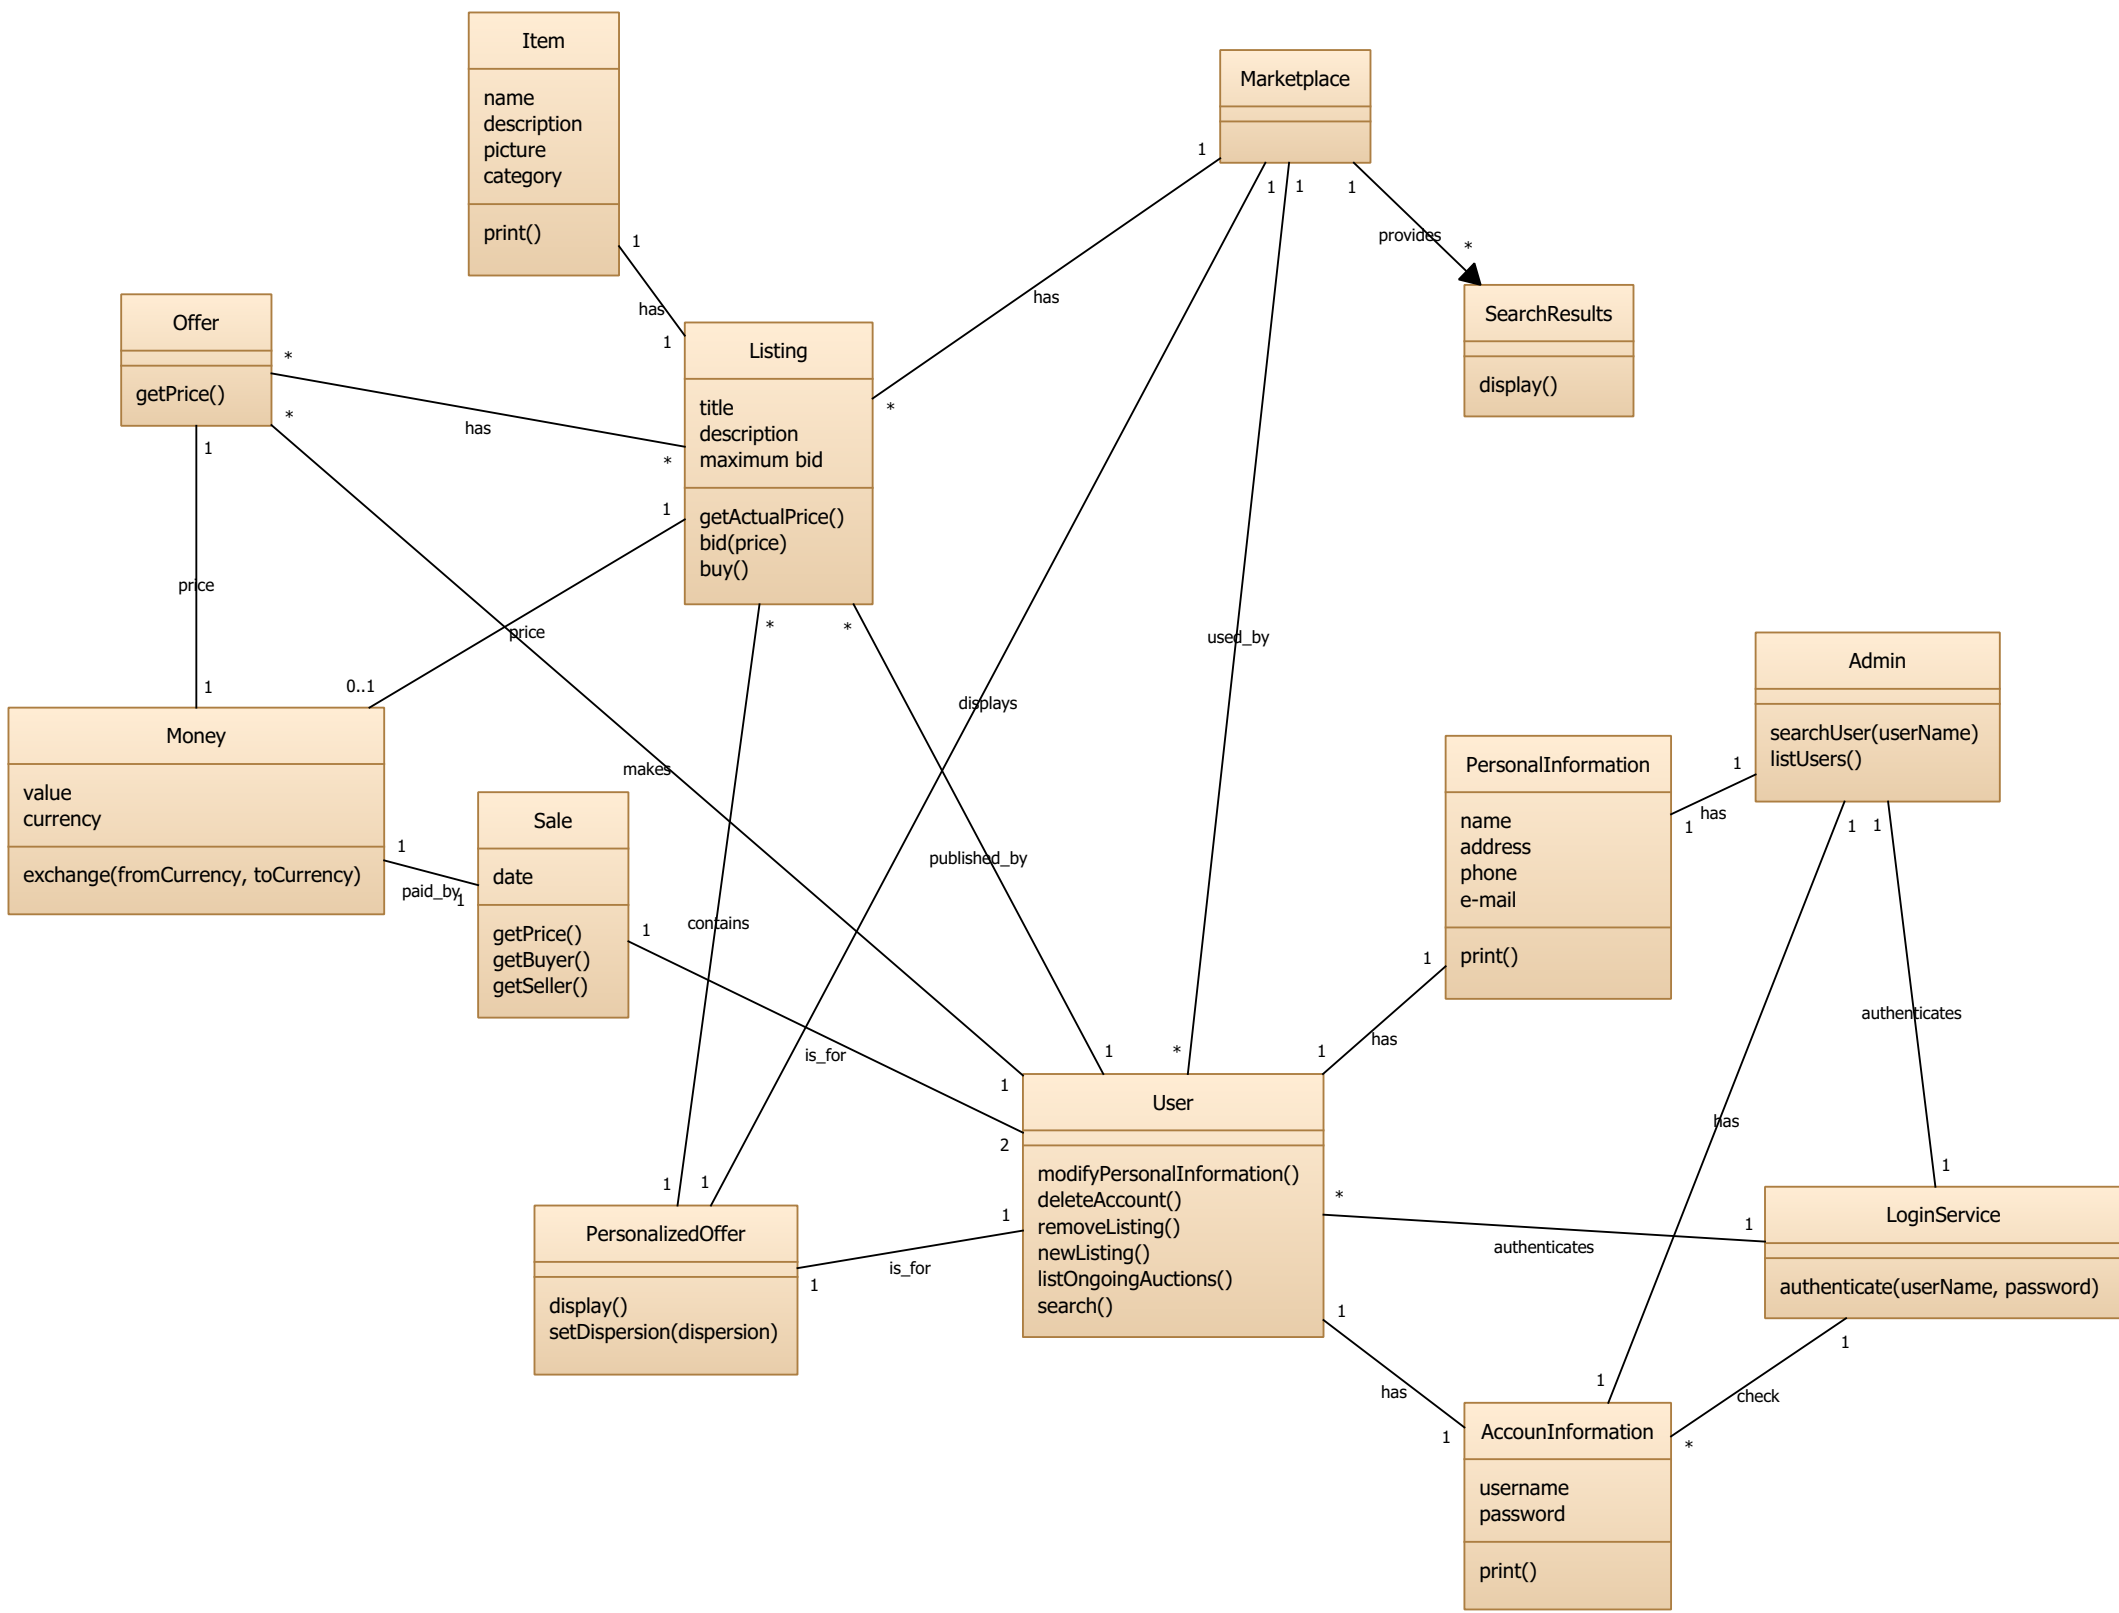 Item
name
description
picture
category
print()
Marketplace
1
1
1
1
1
provides
*
has
has
1
*
Offer
getPrice()
*
*
1
has
*
SearchResults
display()
Listing
title
description
maximum bid
getActualPrice()
bid(price)
buy()
1
*
*
price
price
1
0..1
makes
displays
used_by
published_by
contains
Money
value
currency
exchange(fromCurrency, toCurrency)
1
paid_by
1
Sale
date
getPrice()
getBuyer()
getSeller()
1
is_for
2
Admin
searchUser(userName)
listUsers()
1
1
1
PersonalInformation
name
address
phone
e-mail
print()
1
has
1
has
1
authenticates
has
1
1
*
1
User
modifyPersonalInformation()
deleteAccount()
removeListing()
newListing()
listOngoingAuctions()
search()
1
1
PersonalizedOffer
display()
setDispersion(dispersion)
1
is_for
1
*
authenticates
1
1
LoginService
authenticate(userName, password)
1
check
*
1
has
1
1
AccounInformation
username
password
print()